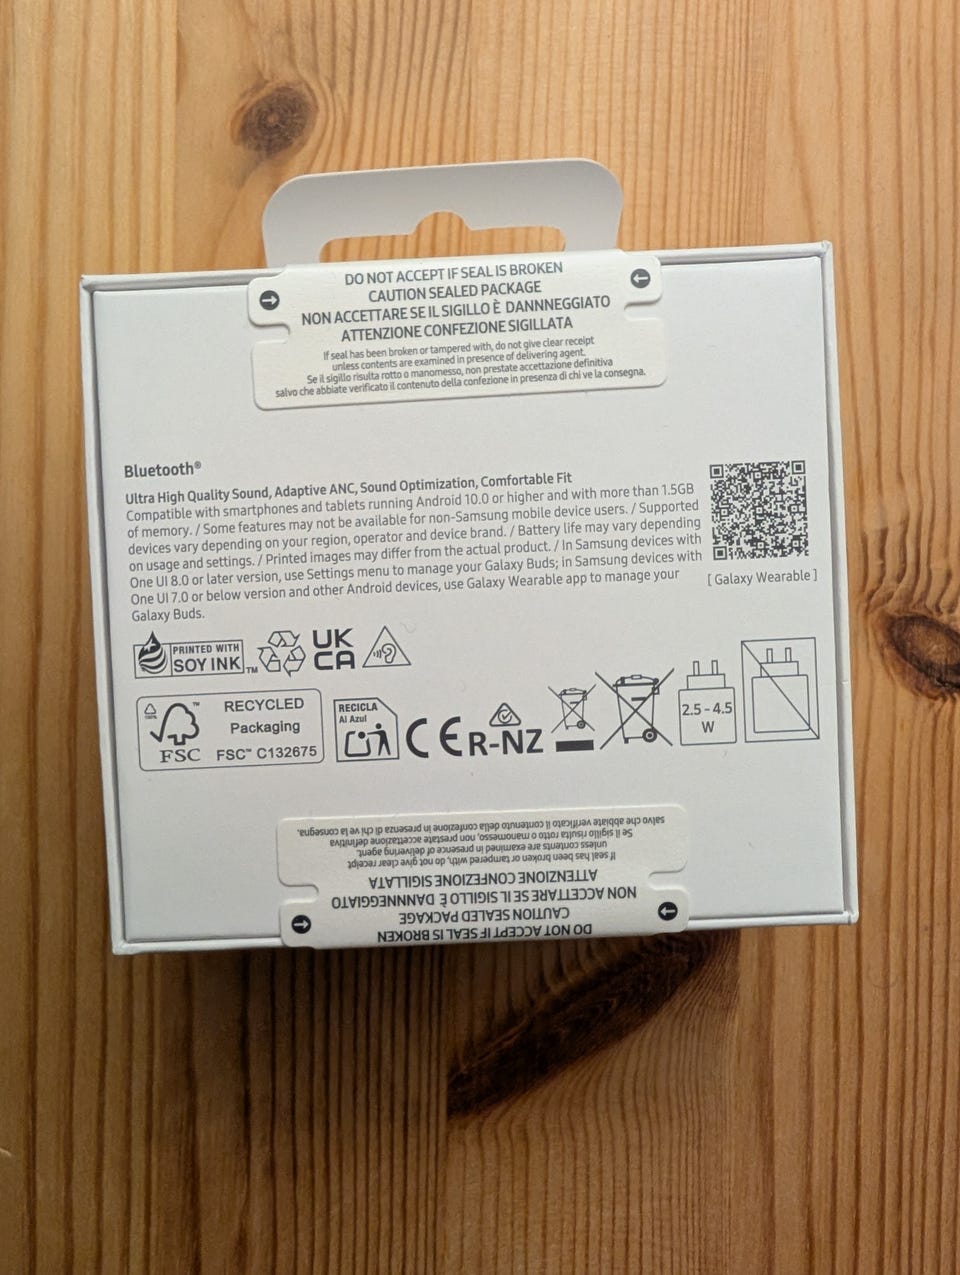 DO NOT ACCEPT IF SEAL IS BROKEN
CAUTION SEALED PACKAGE
NON ACCETTARE SE IL SIGILLO È DANNNEGGIATO
ATTENZIONE CONFEZIONE SIGILLATA
If seal has been broken or tampered with, do not give clear receipt
unless contents are examined in presence of delivering agent.
Se il sigillo risulta rotto o manomesso, non prestate accettazione definitiva
salvo che abbiate verificato il contenuto della confezione in presenza di chi ve la consegna.
Bluetooth®
Ultra High Quality Sound, Adaptive ANC, Sound Optimization, Comfortable Fit
Compatible with smartphones and tablets running Android 10.0 or higher and with more than 1.5GB
of memory. / Some features may not be available for non-Samsung mobile device users. / Supported
devices vary depending on your region, operator and device brand. / Battery life may vary depending
on usage and settings. / Printed images may differ from the actual product. / In Samsung devices with
One UI 8.0 or later version, use Settings menu to manage your Galaxy Buds; in Samsung devices with
One UI 7.0 or below version and other Android devices, use Galaxy Wearable app to manage your
Galaxy Buds.
[ Galaxy Wearable ]
PRINTED WITH
SOY INK™
UK
CA
100%
™
FSC
RECYCLED
Packaging
FSC™ C132675
RECICLA
Al Azul
CE
R-NZ
2.5 - 4.5
W
DO NOT ACCEPT IF SEAL IS BROKEN
CAUTION SEALED PACKAGE
NON ACCETTARE SE IL SIGILLO È DANNNEGGIATO
ATTENZIONE CONFEZIONE SIGILLATA
If seal has been broken or tampered with, do not give clear receipt
unless contents are examined in presence of delivering agent.
Se il sigillo risulta rotto o manomesso, non prestate accettazione definitiva
salvo che abbiate verificato il contenuto della confezione in presenza di chi ve la consegna.